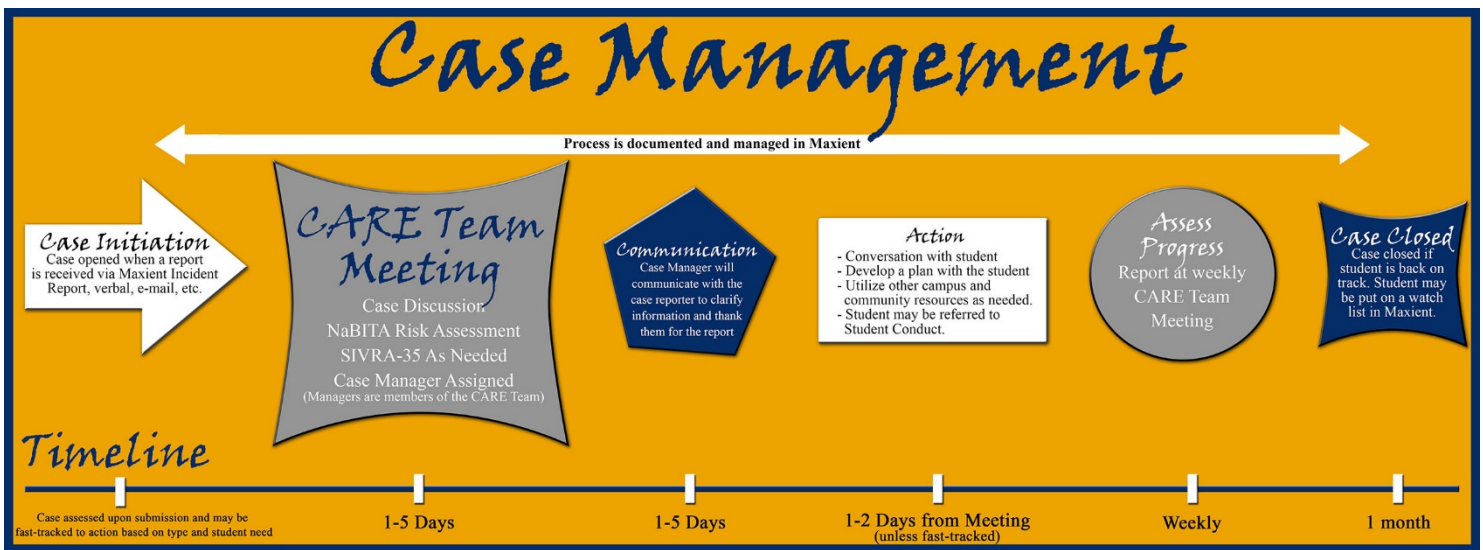 Case Management
Process is documented and managed in Maxient
Case Initiation
Case opened when a report
is received via Maxient Incident
Report, verbal, e-mail, etc.
CARE Team
Meeting
Case Discussion
NaBITA Risk Assessment
SIVRA-35 As Needed
Case Manager Assigned
(Managers are members of the CARE Team)
Communication
Case Manager will
communicate with the
case reporter to clarify
information and thank
them for the report
Action
- Conversation with student
- Develop a plan with the student
- Utilize other campus and
community resources as needed.
- Student may be referred to
Student Conduct.
Assess
Progress
Report at weekly
CARE Team
Meeting
Case Closed
Case closed if
student is back on
track. Student may
be put on a watch
list in Maxient.
Timeline
Case assessed upon submission and may be
fast-tracked to action based on type and student need
1-5 Days
1-5 Days
1-2 Days from Meeting
(unless fast-tracked)
Weekly
1 month